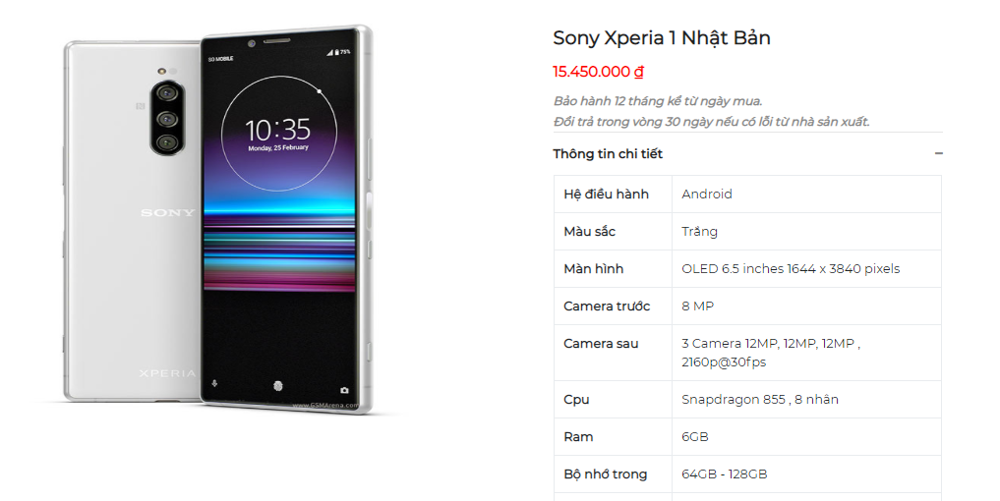 5G MOBILE
75%
10:35
Monday, 25 February
SONY
XPERIA
www.GSMArena.com
Sony Xperia 1 Nhật Bản
15.450.000 ₫
Bảo hành 12 tháng kể từ ngày mua.
Đổi trả trong vòng 30 ngày nếu có lỗi từ nhà sản xuất.
Thông tin chi tiết
Hệ điều hành Android
Màu sắc Trắng
Màn hình OLED 6.5 inches 1644 x 3840 pixels
Camera trước 8 MP
Camera sau 3 Camera 12MP, 12MP, 12MP ,
2160p@30fps
Cpu Snapdragon 855 , 8 nhân
Ram 6GB
Bộ nhớ trong 64GB - 128GB